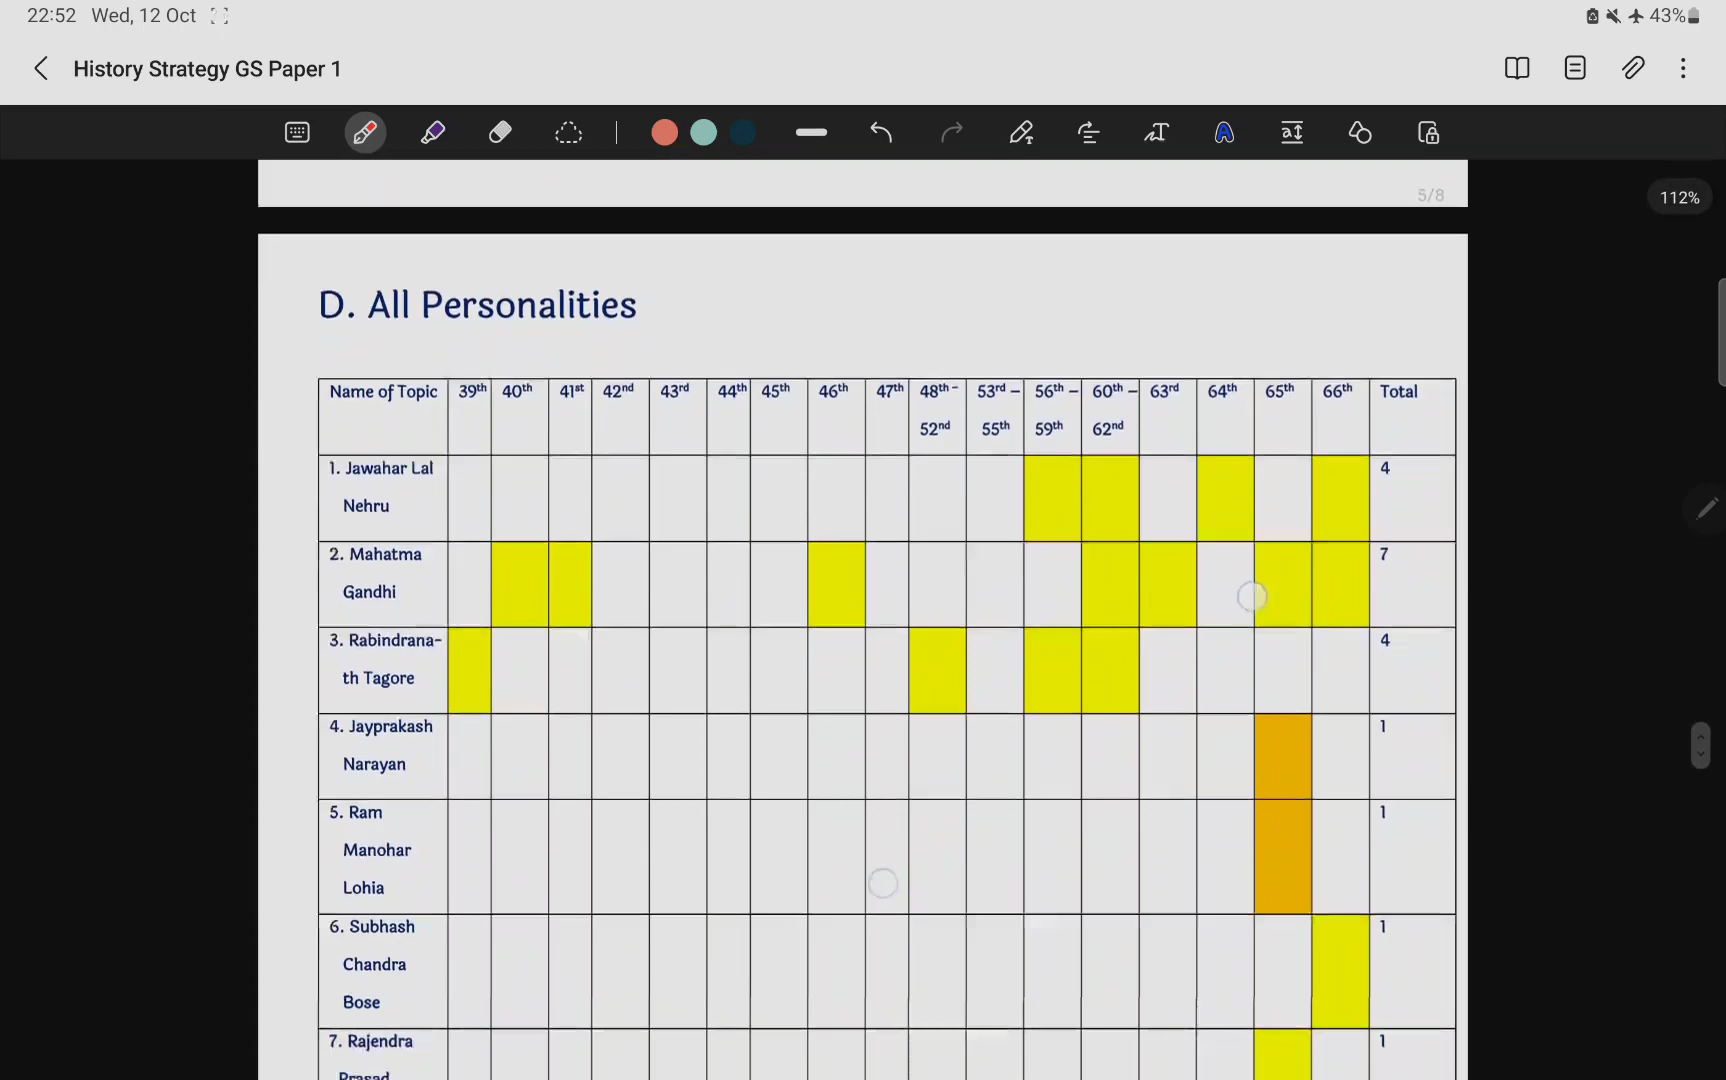 22:52 Wed, 12 Oct
43%
History Strategy GS Paper 1
5/8
112%
D. All Personalities
Name of Topic 39th 40th 41st 42nd 43rd 44th 45th 46th 47th 48th - 53rd – 56th – 60th – 63rd 64th 65th 66th Total
52nd 55th 59th 62nd
1. Jawahar Lal 4
Nehru
2. Mahatma 7
Gandhi
3. Rabindrana- 4
th Tagore
4. Jayprakash 1
Narayan
5. Ram 1
Manohar
Lohia
6. Subhash 1
Chandra
Bose
7. Rajendra 1
Prasad